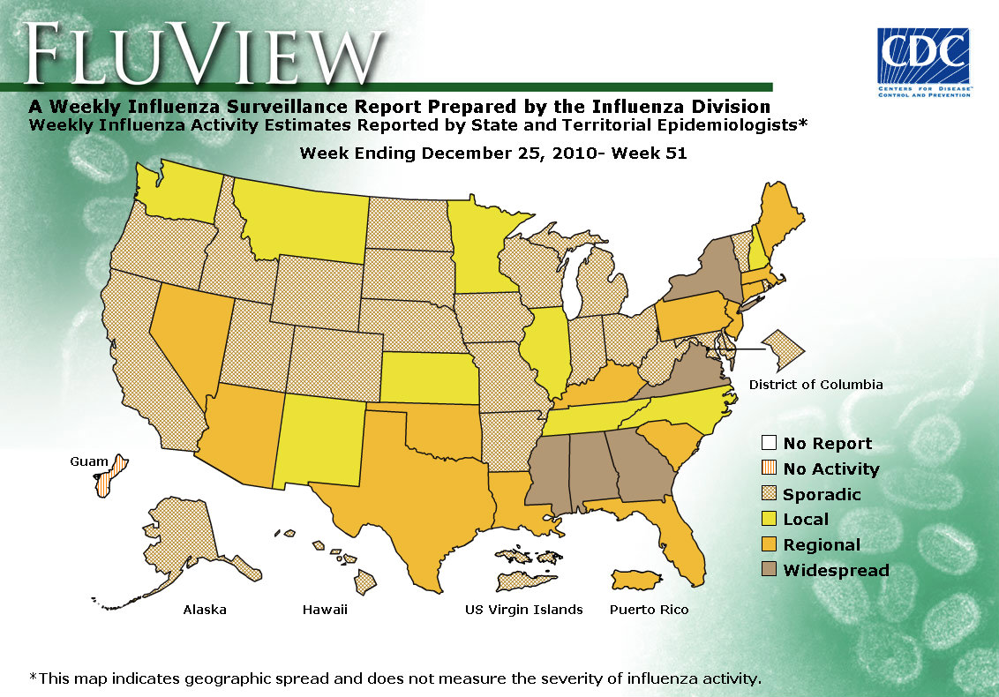 FLUVIEW
CDC
CENTERS FOR DISEASE™
CONTROL AND PREVENTION
A Weekly Influenza Surveillance Report Prepared by the Influenza Division
Weekly Influenza Activity Estimates Reported by State and Territorial Epidemiologists*
Week Ending December 25, 2010- Week 51
District of Columbia
No Report
Guam
No Activity
Sporadic
Local
Regional
Widespread
Alaska
Hawaii
US Virgin Islands
Puerto Rico
*This map indicates geographic spread and does not measure the severity of influenza activity.